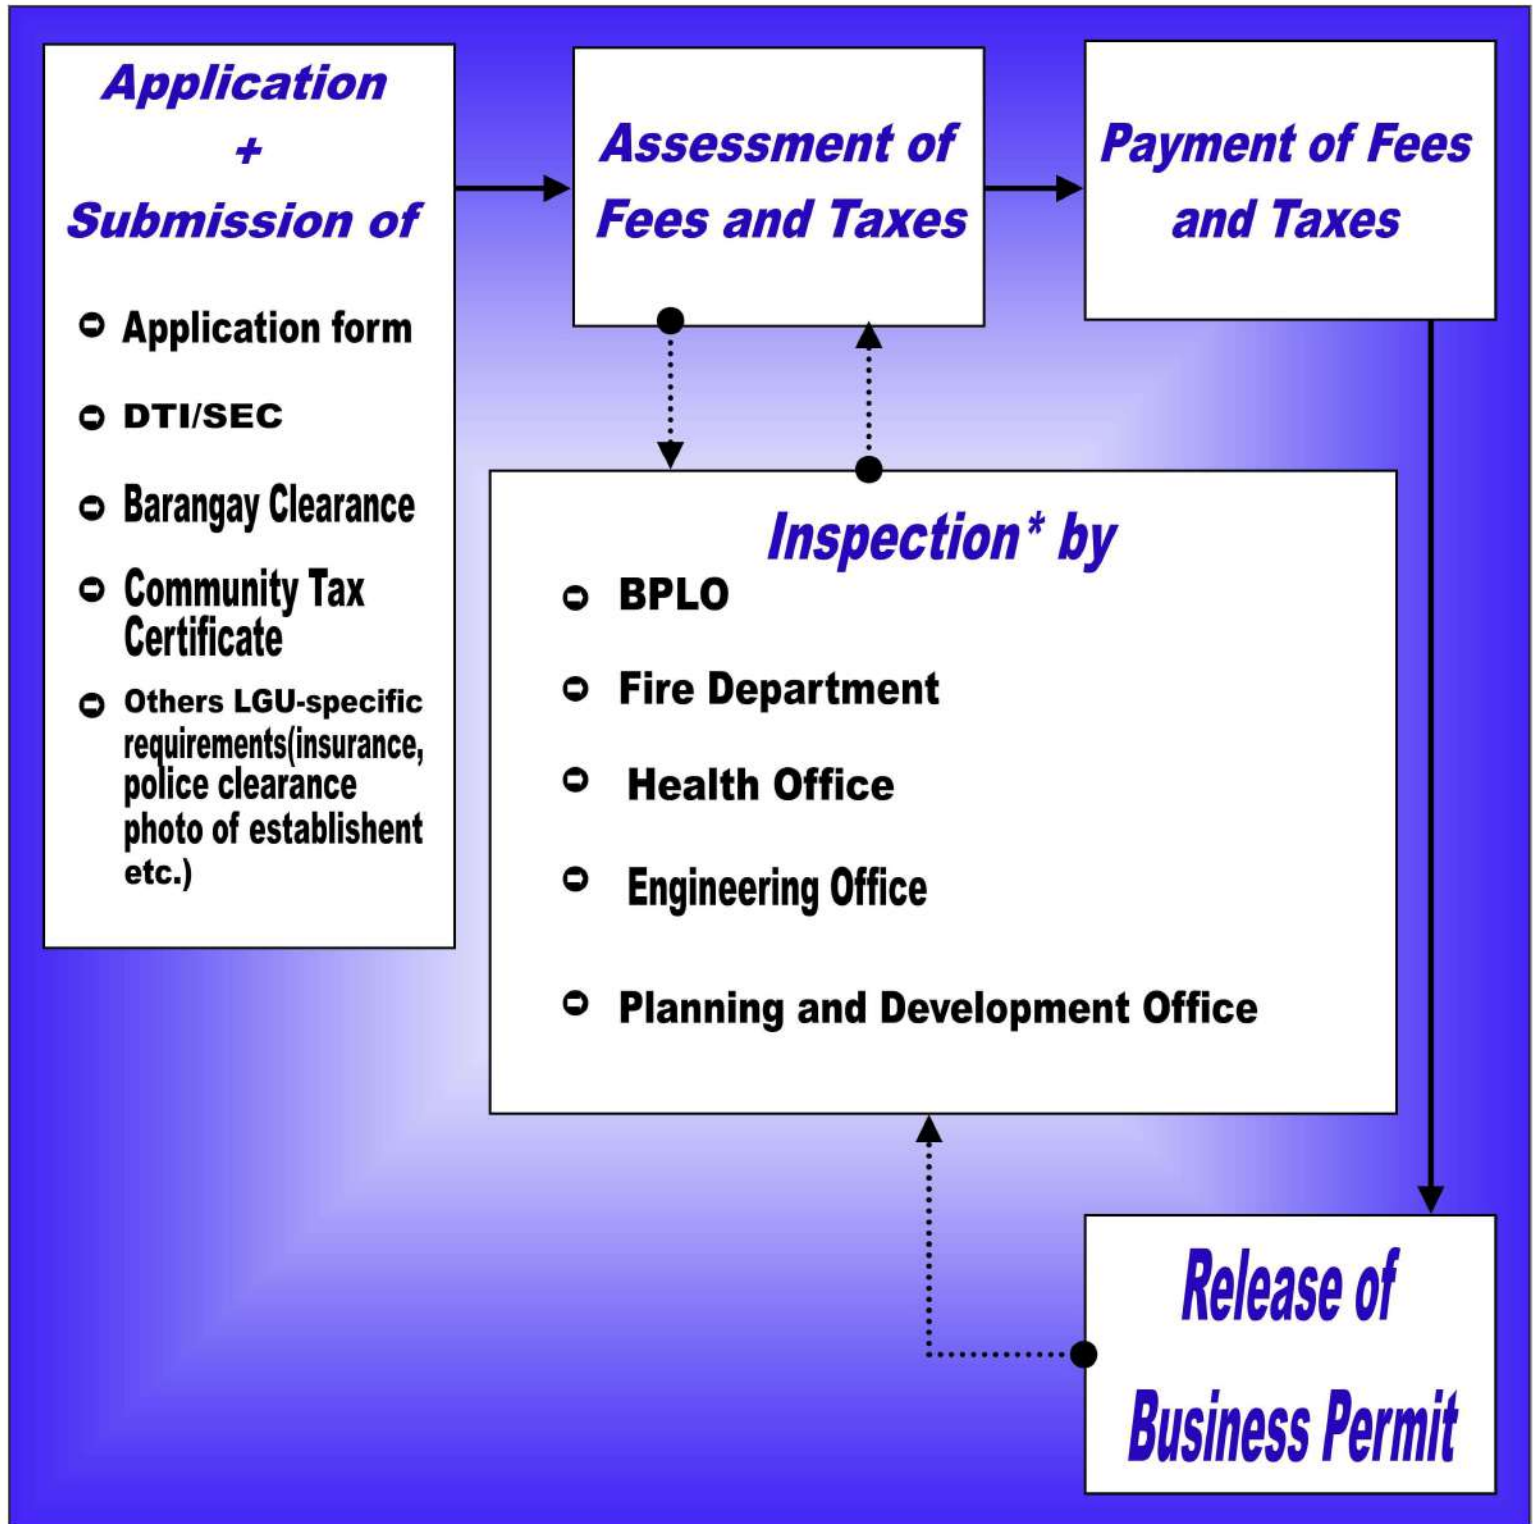 Application
+
Submission of
Application form
DTI/SEC
Barangay Clearance
Community Tax
Certificate
Others LGU-specific
requirements(insurance,
police clearance
photo of establishent
etc.)
Assessment of
Fees and Taxes
Payment of Fees
and Taxes
Inspection* by
BPLO
Fire Department
Health Office
Engineering Office
Planning and Development Office
Release of
Business Permit